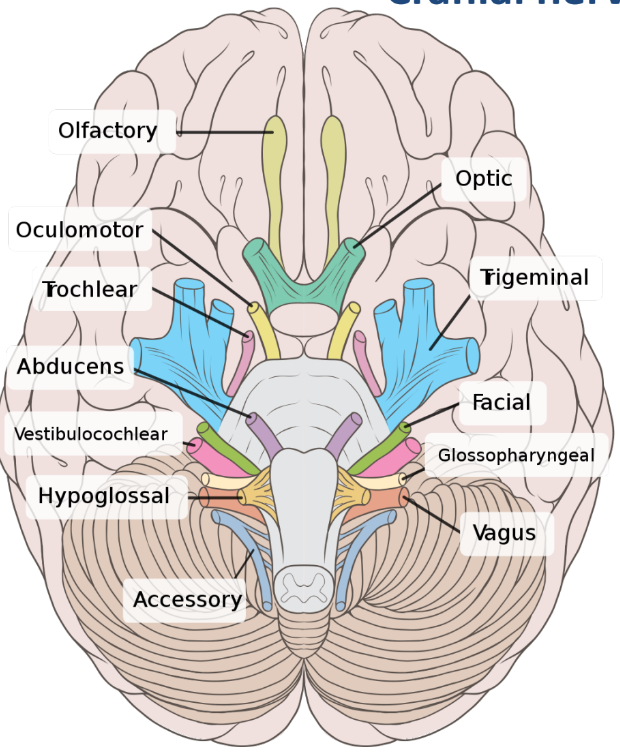 Olfactory
Optic
Oculomotor
Trigeminal
Trochlear
Abducens
Facial
Vestibulocochlear
Glossopharyngeal
Hypoglossal
Vagus
Accessory